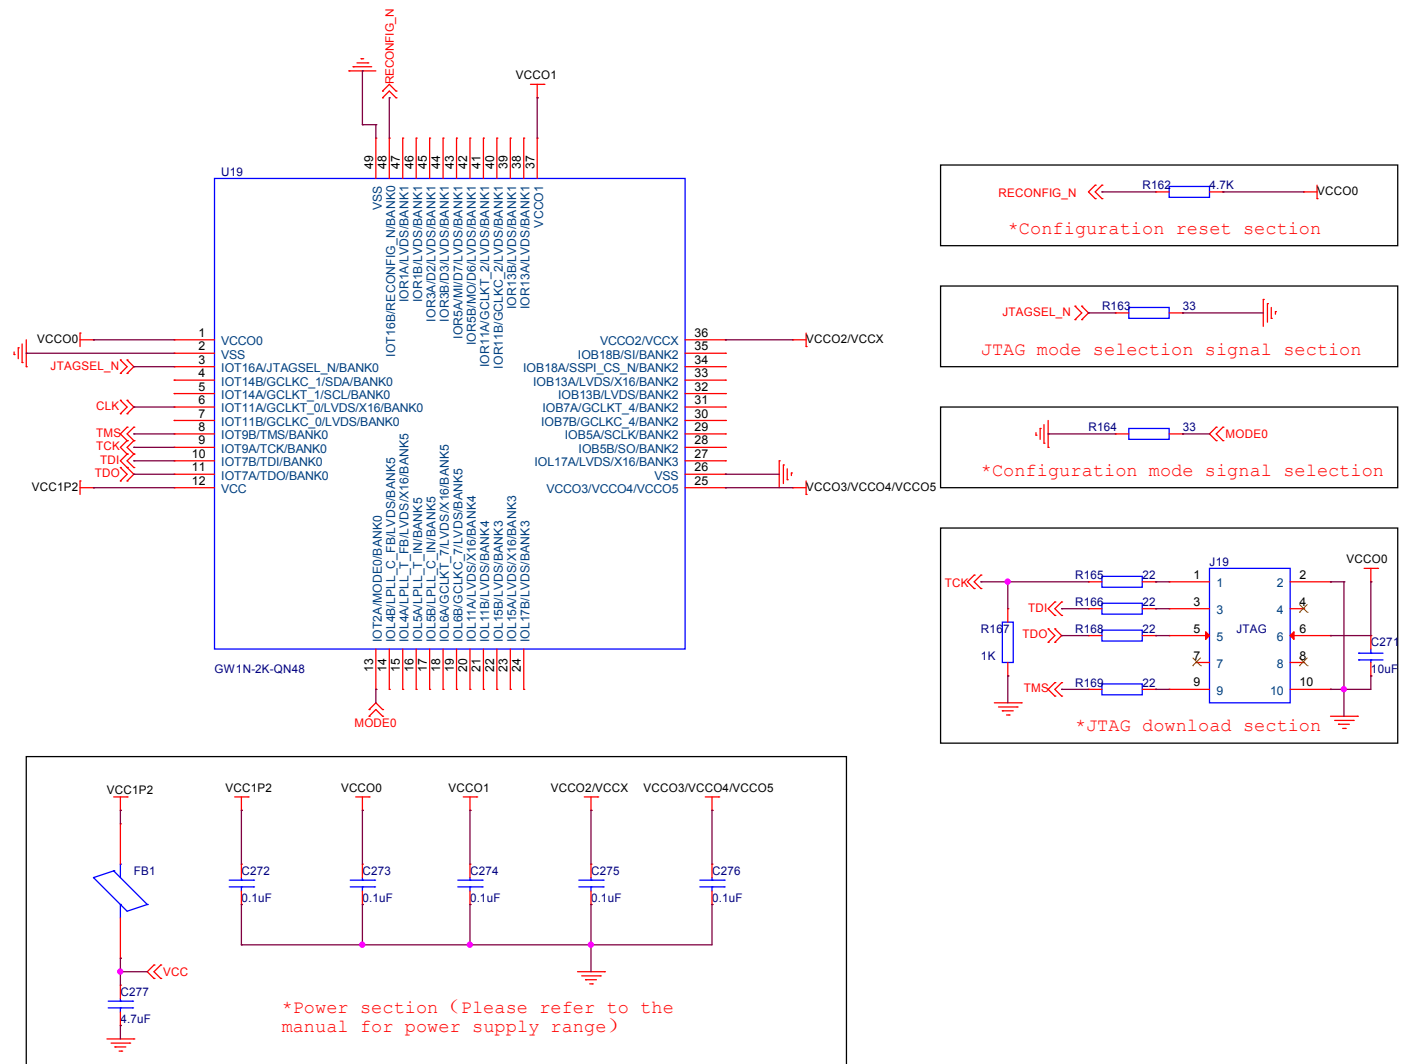 RECONFIG_N
VCCO1
49
48
47
46
45
44
43
42
41
40
39
38
37
U19
VSS
IOT16B/RECONFIG_N/BANK0
IOR1A/LVDS/BANK1
IOR1B/LVDS/BANK1
IOR3A/D2/LVDS/BANK1
IOR3B/D3/LVDS/BANK1
IOR5A/MI/D7/LVDS/BANK1
IOR5B/MO/D6/LVDS/BANK1
IOR11A/GCLKT_2/LVDS/BANK1
IOR11B/GCLKC_2/LVDS/BANK1
IOR13B/LVDS/BANK1
IOR13A/LVDS/BANK1
VCCO1
VCCO0 1 VCCO0
2 VSS
JTAGSEL_N 3 IOT16A/JTAGSEL_N/BANK0
4 IOT14B/GCLKC_1/SDA/BANK0
5 IOT14A/GCLKT_1/SCL/BANK0
CLK 6 IOT11A/GCLKT_0/LVDS/X16/BANK0
7 IOT11B/GCLKC_0/LVDS/BANK0
TMS 8 IOT9B/TMS/BANK0
TCK 9 IOT9A/TCK/BANK0
TDI 10 IOT7B/TDI/BANK0
TDO 11 IOT7A/TDO/BANK0
VCC1P2 12 VCC
VCCO2/VCCX 36 VCCO2/VCCX
IOB18B/SI/BANK2 35
IOB18A/SSPI_CS_N/BANK2 34
IOB13A/LVDS/X16/BANK2 33
IOB13B/LVDS/BANK2 32
IOB7A/GCLKT_4/BANK2 31
IOB7B/GCLKC_4/BANK2 30
IOB5A/SCLK/BANK2 29
IOB5B/SO/BANK2 28
IOL17A/LVDS/X16/BANK3 27
VSS 26
VCCO3/VCCO4/VCCO5 25 VCCO3/VCCO4/VCCO5
IOT2A/MODE0/BANK0
IOL4B/LPLL_C_FB/LVDS/BANK5
IOL4A/LPLL_T_FB/LVDS/X16/BANK5
IOL5A/LPLL_T_IN/BANK5
IOL5B/LPLL_C_IN/BANK5
IOL6A/GCLKT_7/LVDS/X16/BANK5
IOL6B/GCLKC_7/LVDS/BANK5
IOL11A/LVDS/X16/BANK4
IOL11B/LVDS/BANK4
IOL15B/LVDS/BANK3
IOL15A/LVDS/X16/BANK3
IOL17B/LVDS/BANK3
GW1N-2K-QN48
13
14
15
16
17
18
19
20
21
22
23
24
MODE0
RECONFIG_N R162 4.7K VCCO0
*Configuration reset section
JTAGSEL_N R163 33
JTAG mode selection signal section
R164 33 MODE0
*Configuration mode signal selection
J19 VCCO0
TCK R165 22 1 1 2 2
TDI R166 22 3 3 4 4
R167 TDO R168 22 5 5 JTAG 6 6 C271
1K 7 7 8 8 10uF
TMS R169 22 9 9 10 10
*JTAG download section
VCC1P2 VCC1P2 VCCO0 VCCO1 VCCO2/VCCX VCCO3/VCCO4/VCCO5
FB1 C272 C273 C274 C275 C276
0.1uF 0.1uF 0.1uF 0.1uF 0.1uF
VCC
C277
4.7uF
*Power section (Please refer to the
manual for power supply range)